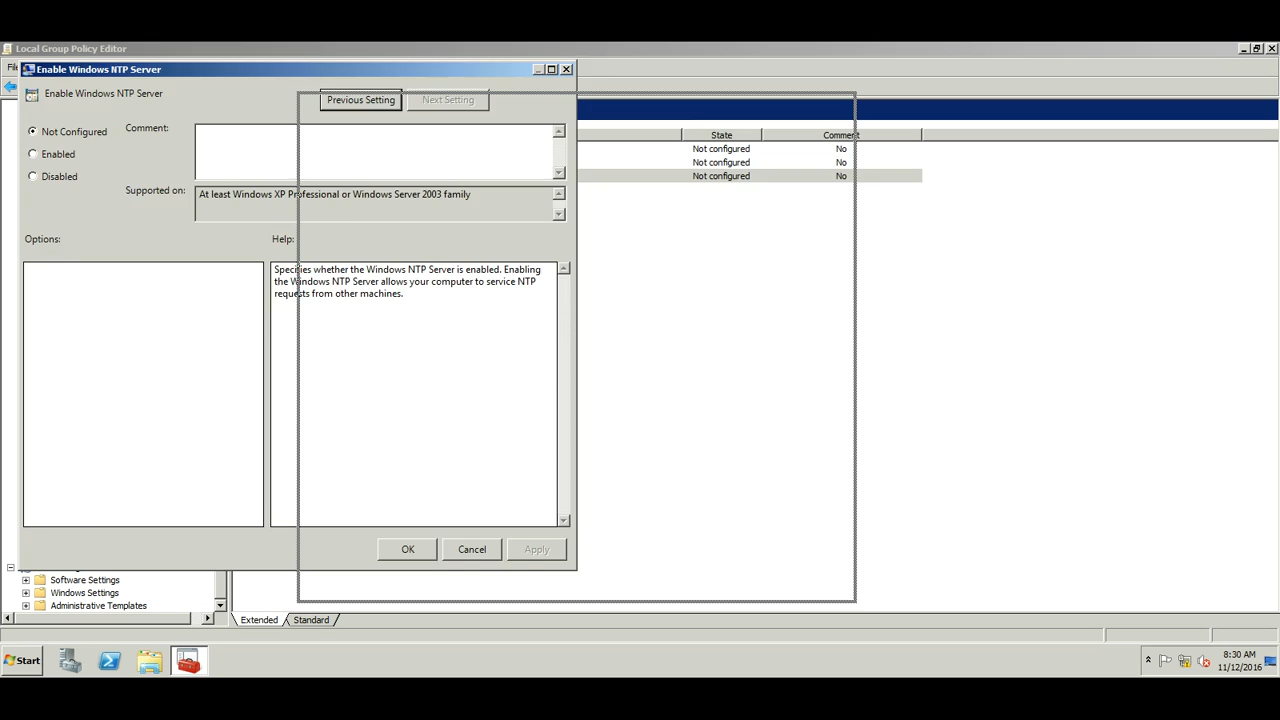 Local Group Policy Editor
Fil
Enable Windows NTP Server
Enable Windows NTP Server
Previous Setting
Next Setting
Not Configured
Enabled
Disabled
Comment:
Supported on:
At least Windows XP Professional or Windows Server 2003 family
Options:
Help:
Specifies whether the Windows NTP Server is enabled. Enabling
the Windows NTP Server allows your computer to service NTP
requests from other machines.
OK
Cancel
Apply
State
Comment
Not configured
No
Not configured
No
Not configured
No
Software Settings
Windows Settings
Administrative Templates
Extended
Standard
Start
8:30 AM
11/12/2016